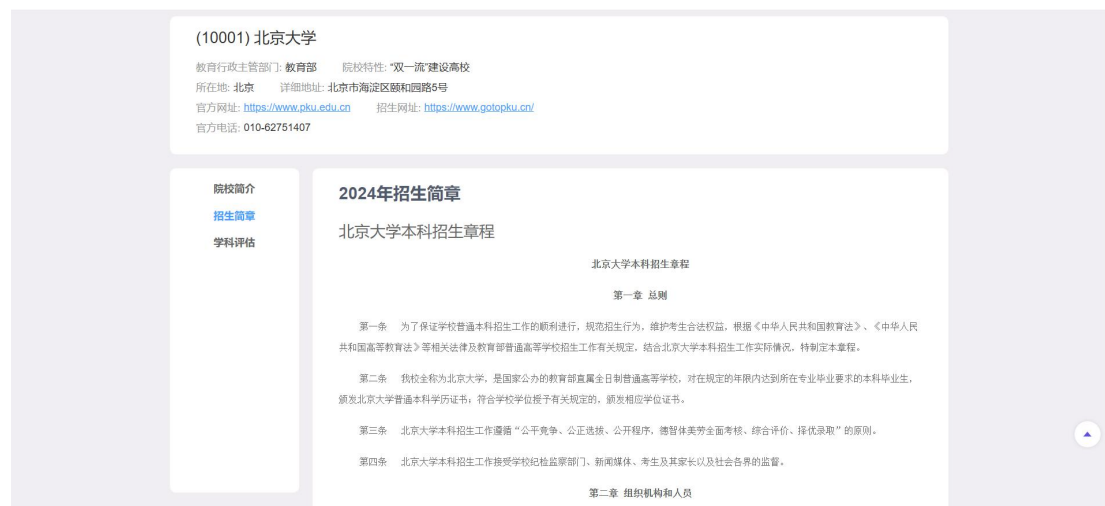 (10001) 北京大学
教育行政主管部门: 教育部 院校特性: “双一流”建设高校
所在地: 北京 详细地址: 北京市海淀区颐和园路5号
官方网址: https://www.pku.edu.cn 招生网址: https://www.gotopku.cn/
官方电话: 010-62751407
院校简介
招生简章
学科评估
2024年招生简章
北京大学本科招生章程
北京大学本科招生章程
第一章 总则
第一条 为了保证学校普通本科招生工作的顺利进行，规范招生行为，维护考生合法权益，根据《中华人民共和国教育法》、《中华人民
共和国高等教育法》等相关法律及教育部普通高等学校招生工作有关规定，结合北京大学本科招生工作实际情况，特制定本章程。
第二条 我校全称为北京大学，是国家公办的教育部直属全日制普通高等学校，对在规定的年限内达到所在专业毕业要求的本科毕业生，
颁发北京大学普通本科学历证书；符合学校学位授予有关规定的，颁发相应学位证书。
第三条 北京大学本科招生工作遵循“公平竞争、公正选拔、公开程序，德智体美劳全面考核、综合评价、择优录取”的原则。
第四条 北京大学本科招生工作接受学校纪检监察部门、新闻媒体、考生及其家长以及社会各界的监督。
第二章 组织机构和人员